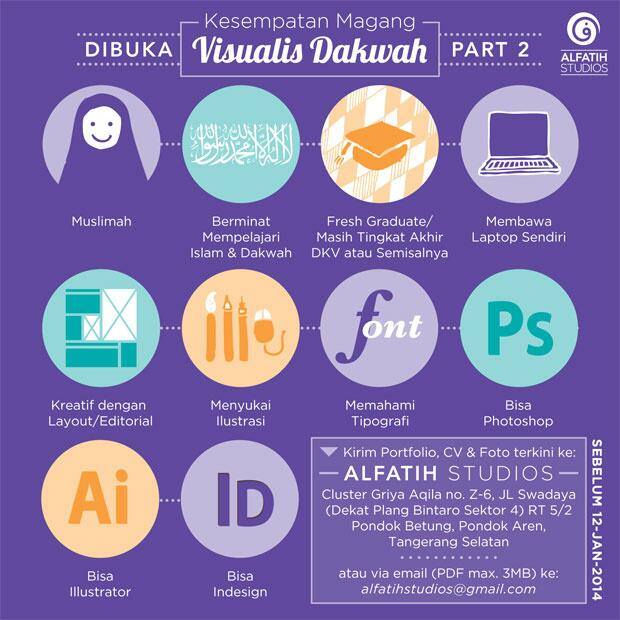 Kesempatan Magang
DIBUKA Visualis Dakwah PART 2
ALFATIH
STUDIOS
Muslimah
لا إله إلا الله محمد رسول الله
Berminat
Mempelajari
Islam & Dakwah
Fresh Graduate/
Masih Tingkat Akhir
DKV atau Semisalnya
Membawa
Laptop Sendiri
Kreatif dengan
Layout/Editorial
Menyukai
Ilustrasi
font
Memahami
Tipografi
Ps
Bisa
Photoshop
Ai
Bisa
Illustrator
ID
Bisa
Indesign
Kirim Portfolio, CV & Foto terkini ke:
ALFATIH STUDIOS
Cluster Griya Aqila no. Z-6, JL Swadaya
(Dekat Plang Bintaro Sektor 4) RT 5/2
Pondok Betung, Pondok Aren,
Tangerang Selatan
atau via email (PDF max. 3MB) ke:
alfatihstudios@gmail.com
SEBELUM 12-JAN-2014